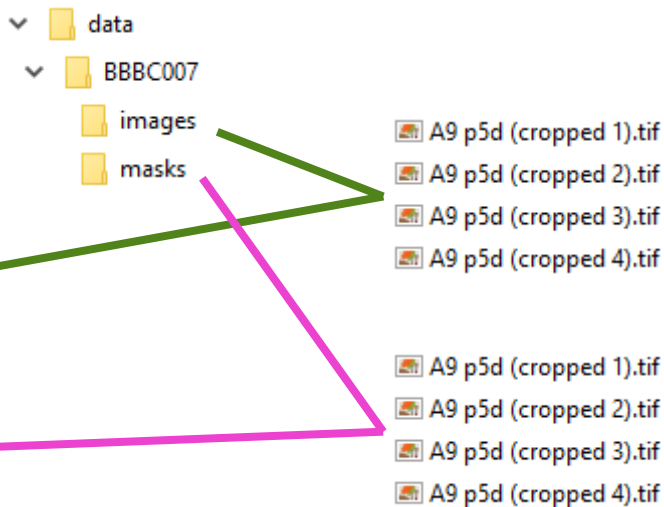 data
BBBC007
images
masks
A9 p5d (cropped 1).tif
A9 p5d (cropped 2).tif
A9 p5d (cropped 3).tif
A9 p5d (cropped 4).tif
A9 p5d (cropped 1).tif
A9 p5d (cropped 2).tif
A9 p5d (cropped 3).tif
A9 p5d (cropped 4).tif